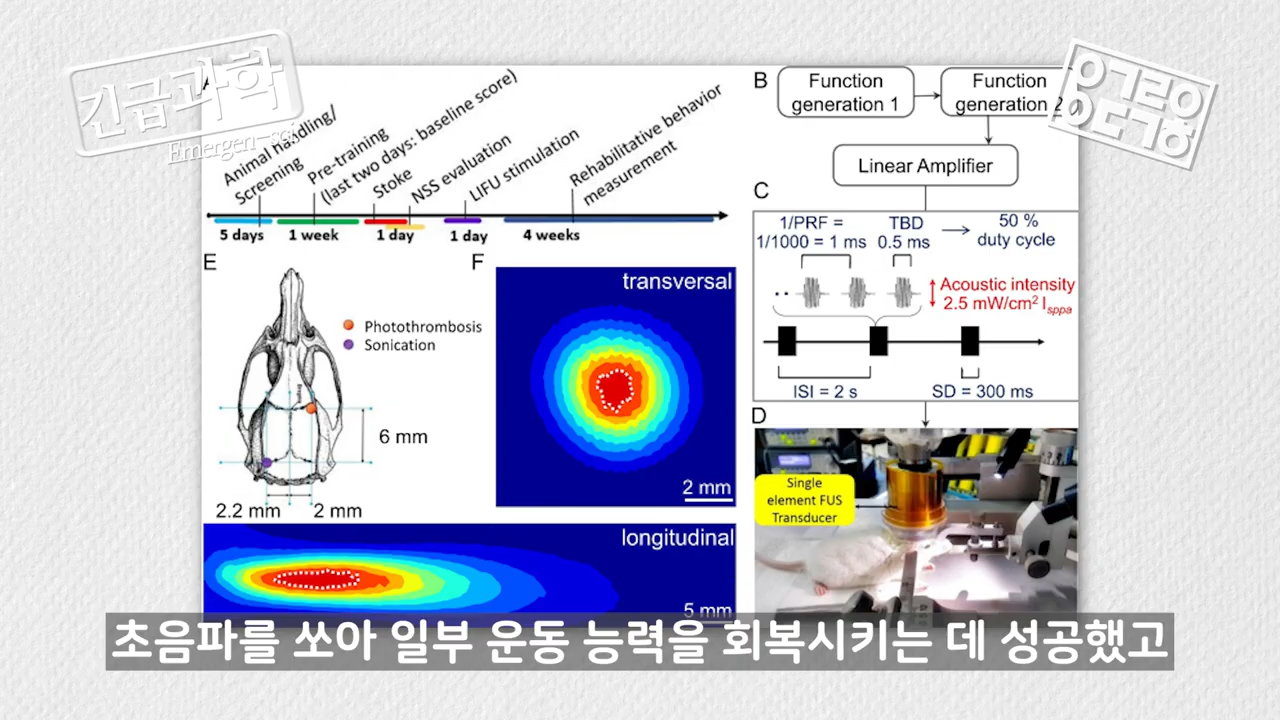 긴급과학
Emergen-sci
A
Animal handling/
Screening
Pre-training
(last two days: baseline score)
Stoke
NSS evaluation
LIFU stimulation
Rehabilitative behavior
measurement
5 days
1 week
1 day
1 day
4 weeks
B
Function
generation 1
Function
generation 2
Linear Amplifier
C
1/PRF =
1/1000 = 1 ms
TBD
0.5 ms
50 %
duty cycle
Acoustic intensity
2.5 mW/cm² Isppa
ISI = 2 s
SD = 300 ms
D
Single
element FUS
Transducer
E
Photothrombosis
Sonication
6 mm
2.2 mm
2 mm
F
transversal
2 mm
longitudinal
5 mm
초음파를 쏘아 일부 운동 능력을 회복시키는 데 성공했고